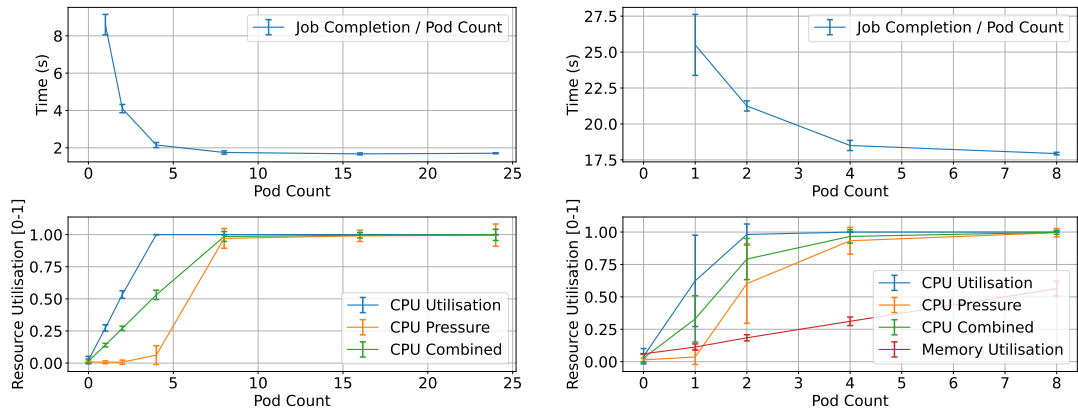 Job Completion / Pod Count
Time (s)
8
6
4
2
0 5 10 15 20 25
Pod Count
Job Completion / Pod Count
Time (s)
27.5
25.0
22.5
20.0
17.5
0 1 2 3 4 5 6 7 8
Pod Count
Resource Utilisation [0-1]
1.00
0.75
0.50
0.25
0.00
CPU Utilisation
CPU Pressure
CPU Combined
0 5 10 15 20 25
Pod Count
Resource Utilisation [0-1]
1.00
0.75
0.50
0.25
0.00
CPU Utilisation
CPU Pressure
CPU Combined
Memory Utilisation
0 1 2 3 4 5 6 7 8
Pod Count